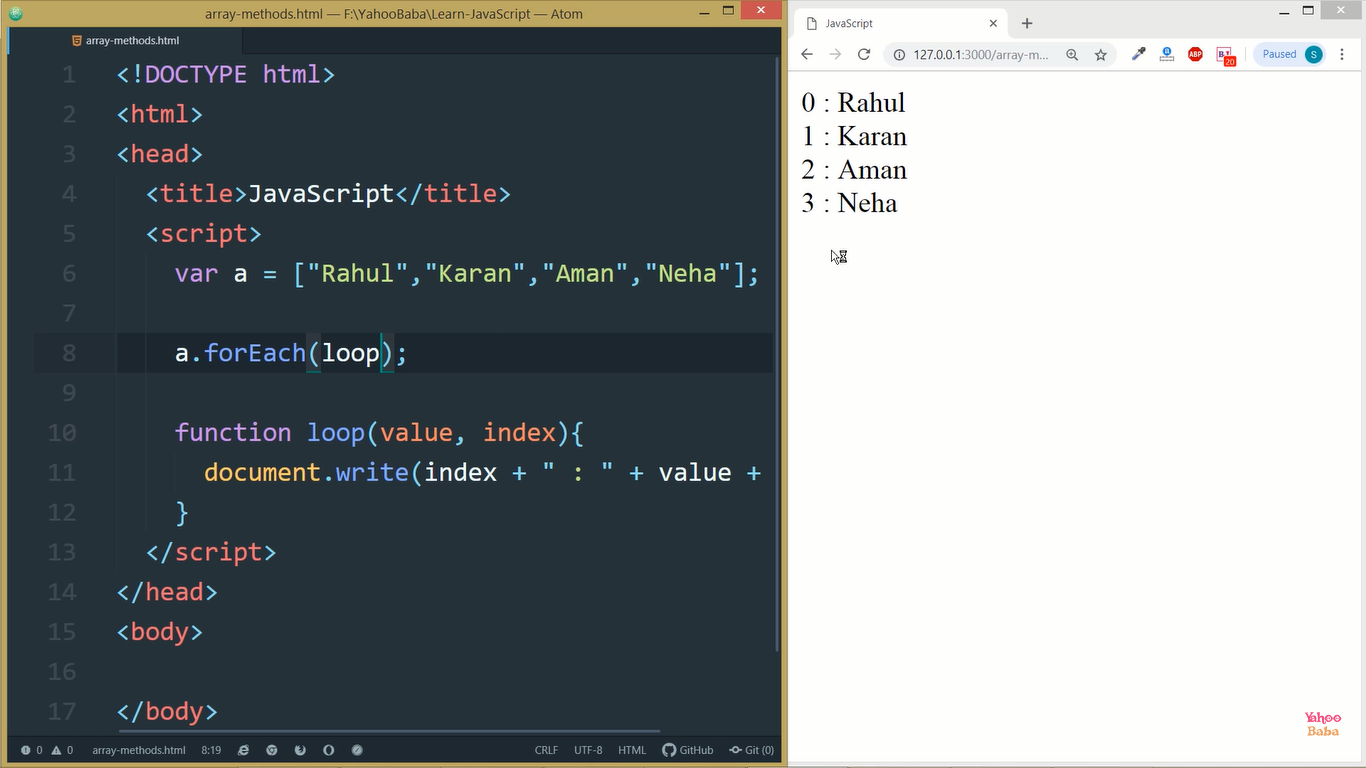 array-methods.html — F:\YahooBaba\Learn-JavaScript — Atom
array-methods.html
1 <!DOCTYPE html>
2 <html>
3 <head>
4 <title>JavaScript</title>
5 <script>
6 var a = ["Rahul","Karan","Aman","Neha"];
7
8 a.forEach(loop);
9
10 function loop(value, index){
11 document.write(index + " : " + value +
12 }
13 </script>
14 </head>
15 <body>
16
17 </body>
0 0 array-methods.html 8:19 CRLF UTF-8 HTML GitHub Git (0)
JavaScript
127.0.0.1:3000/array-m... ABP 20 Paused S
0 : Rahul
1 : Karan
2 : Aman
3 : Neha
Yahoo
Baba